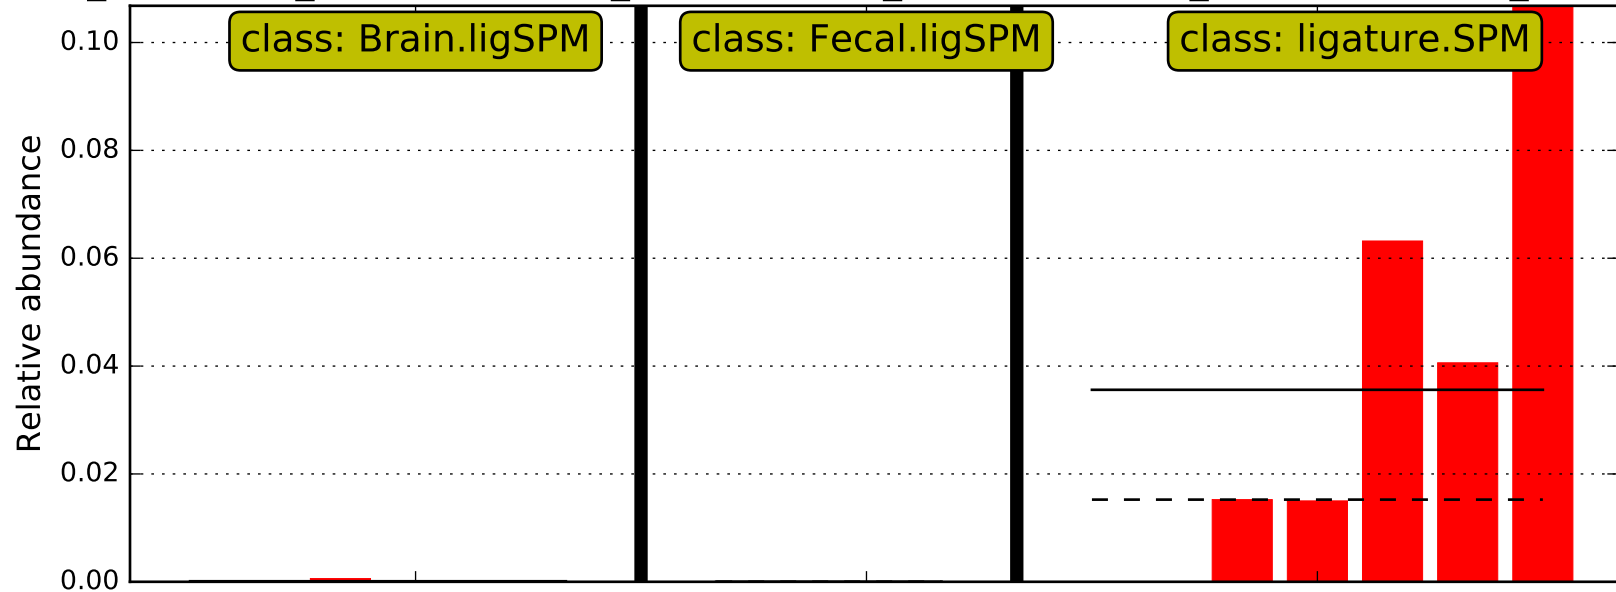 class: Brain.ligSPM
class: Fecal.ligSPM
class: ligature.SPM
Relative abundance
0.10
0.08
0.06
0.04
0.02
0.00